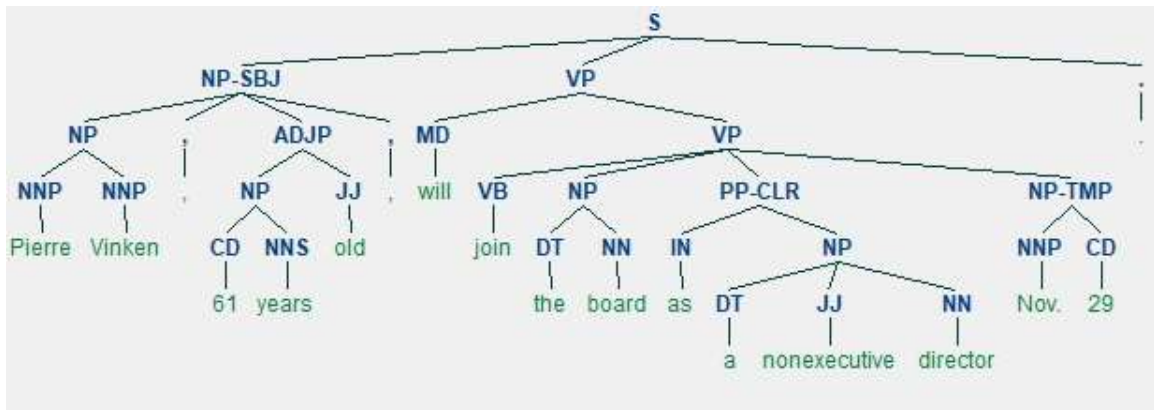 S
NP-SBJ VP .
NP , ADJP , MD VP .
NNP NNP , NP JJ , will VB NP PP-CLR NP-TMP
Pierre Vinken CD NNS old join DT NN IN NP NNP CD
61 years the board as DT JJ NN Nov. 29
a nonexecutive director